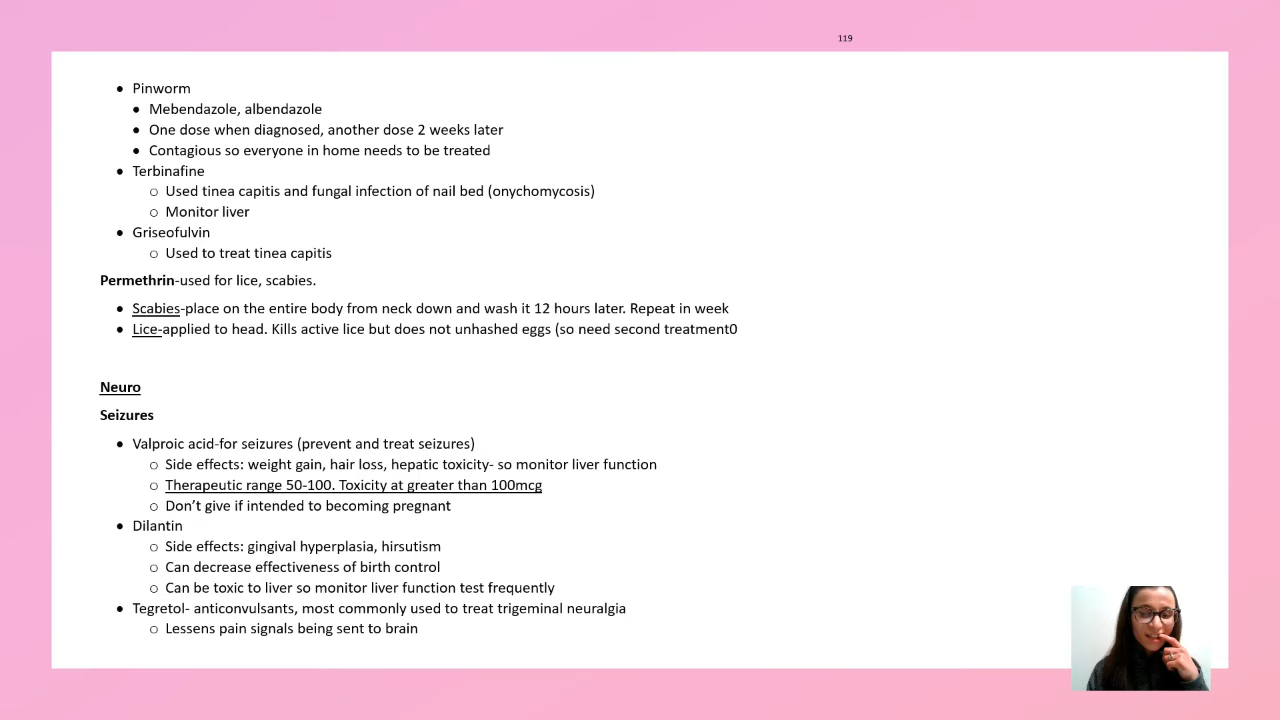 119
• Pinworm
• Mebendazole, albendazole
• One dose when diagnosed, another dose 2 weeks later
• Contagious so everyone in home needs to be treated
• Terbinafine
○ Used tinea capitis and fungal infection of nail bed (onychomycosis)
○ Monitor liver
• Griseofulvin
○ Used to treat tinea capitis
Permethrin-used for lice, scabies.
• Scabies-place on the entire body from neck down and wash it 12 hours later. Repeat in week
• Lice-applied to head. Kills active lice but does not unhashed eggs (so need second treatment0
Neuro
Seizures
• Valproic acid-for seizures (prevent and treat seizures)
○ Side effects: weight gain, hair loss, hepatic toxicity- so monitor liver function
○ Therapeutic range 50-100. Toxicity at greater than 100mcg
○ Don’t give if intended to becoming pregnant
• Dilantin
○ Side effects: gingival hyperplasia, hirsutism
○ Can decrease effectiveness of birth control
○ Can be toxic to liver so monitor liver function test frequently
• Tegretol- anticonvulsants, most commonly used to treat trigeminal neuralgia
○ Lessens pain signals being sent to brain